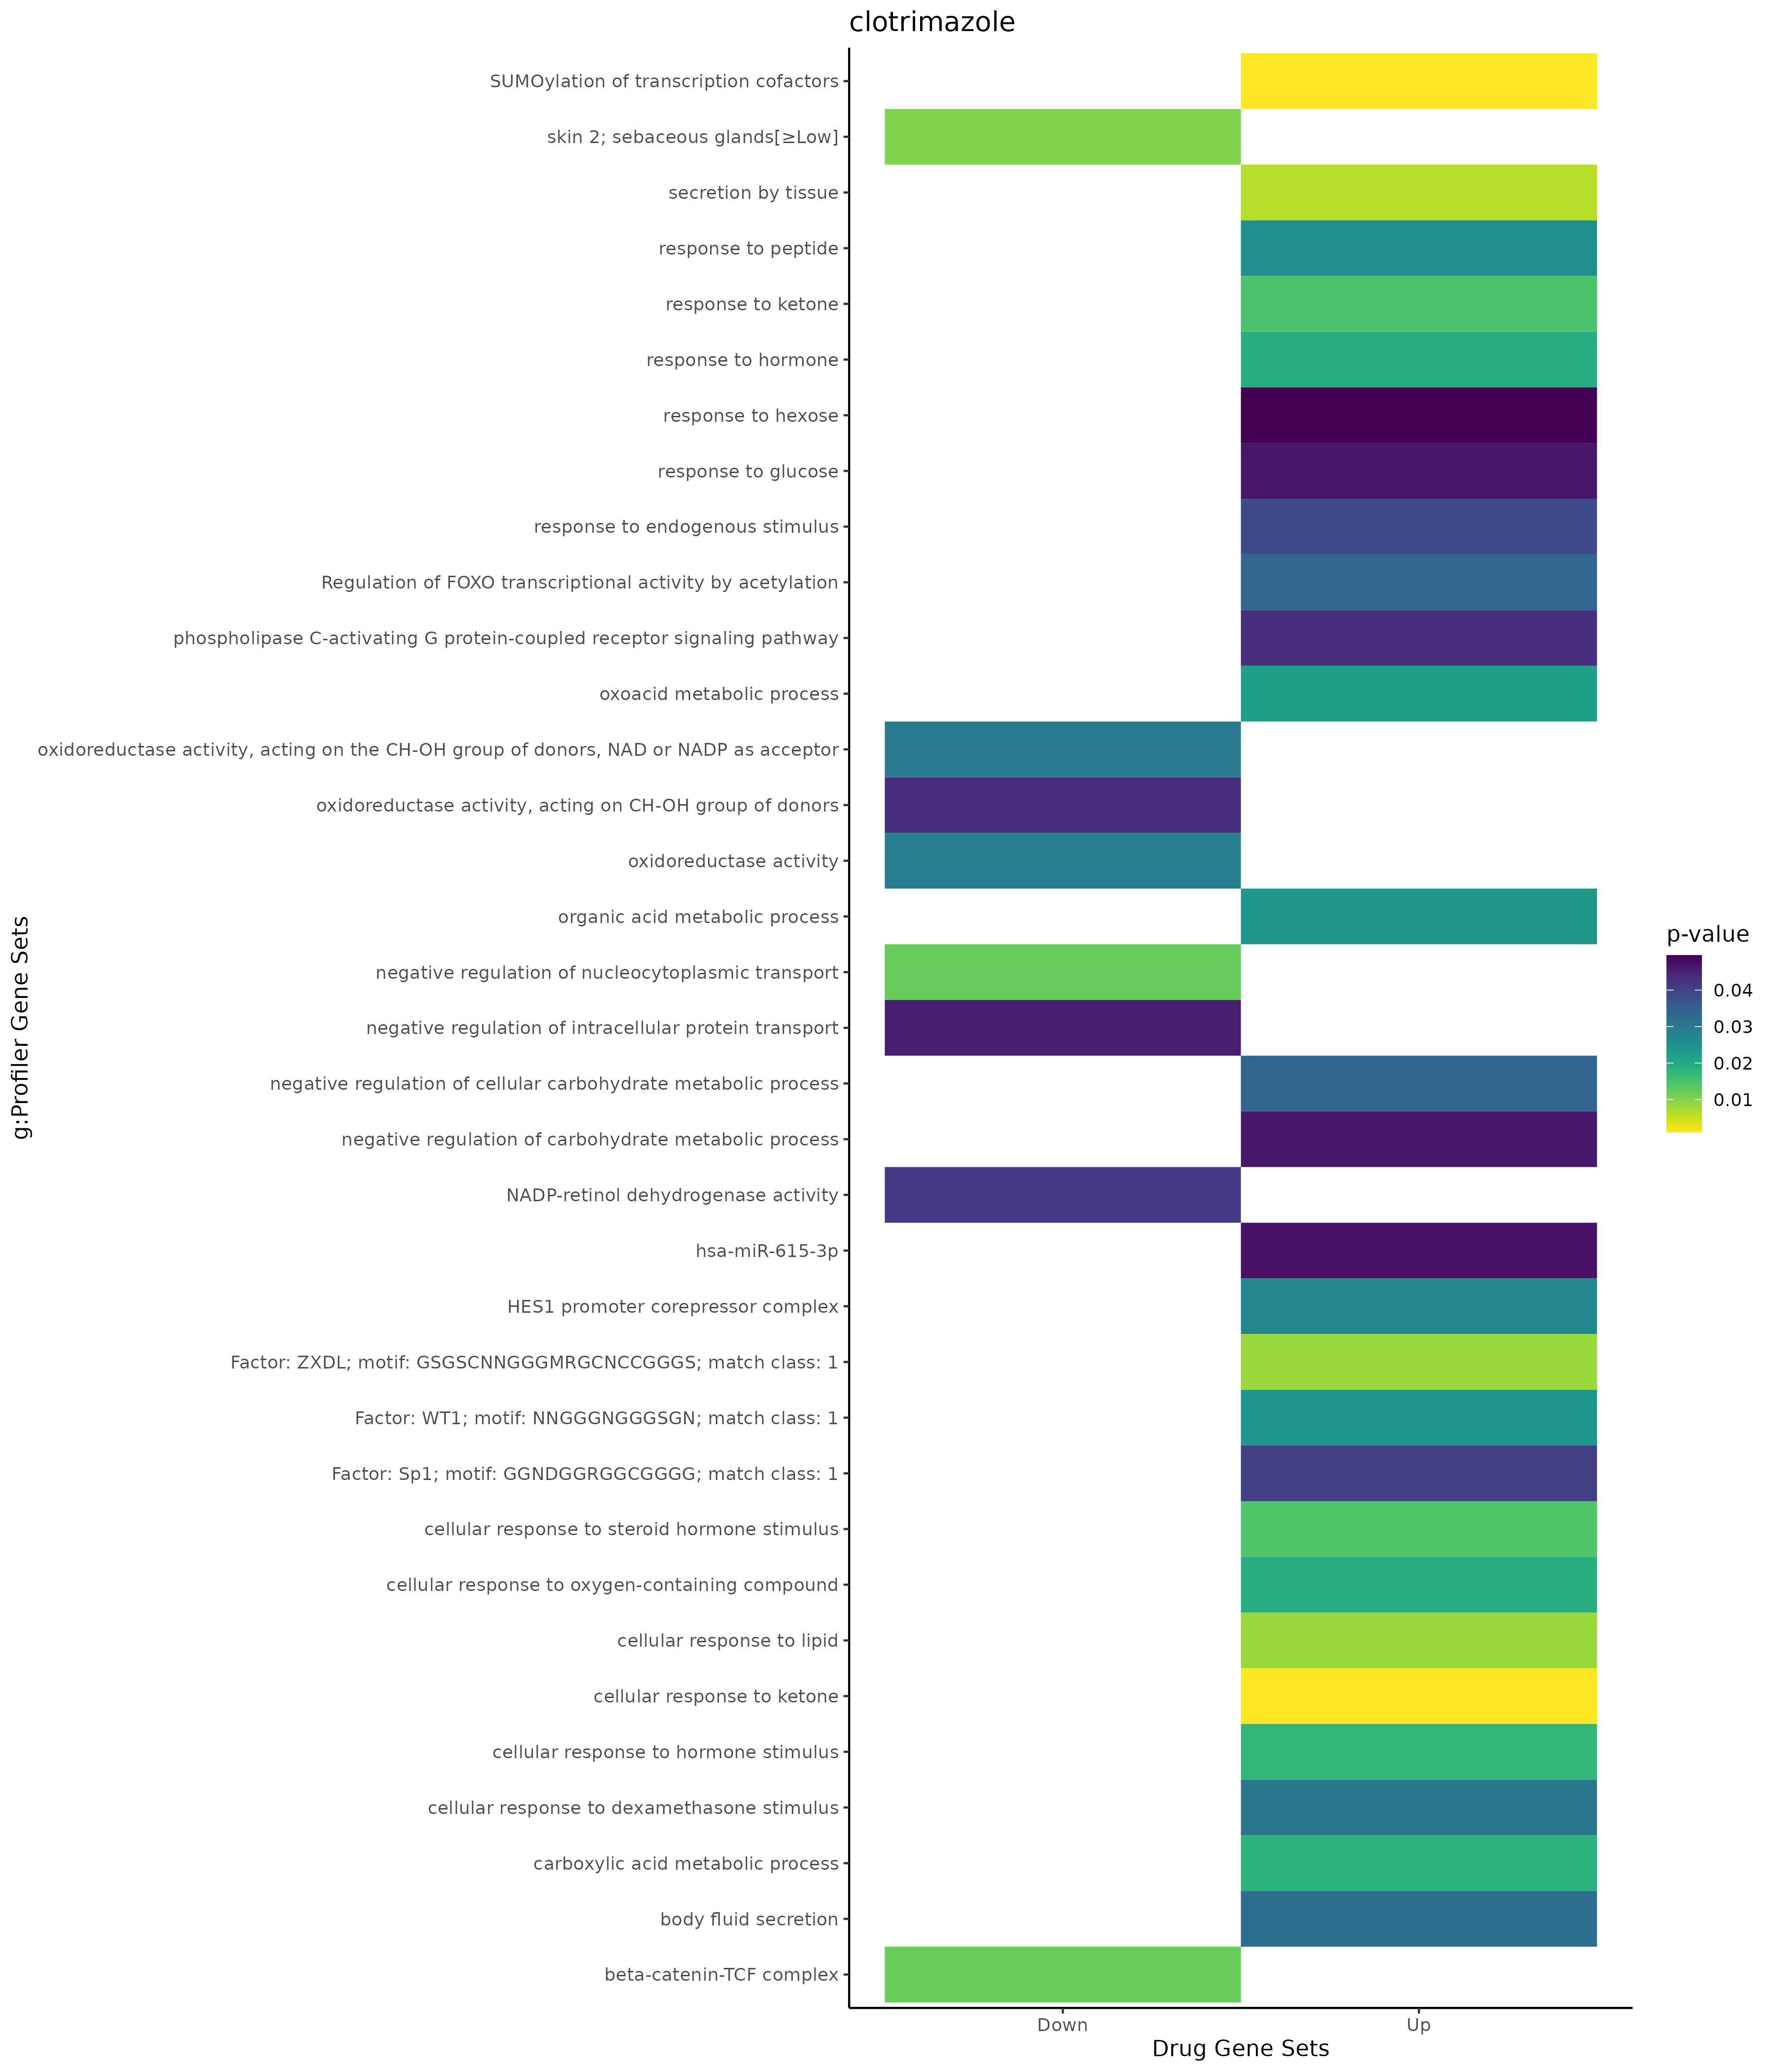 clotrimazole
SUMOylation of transcription cofactors
skin 2; sebaceous glands[≥Low]
secretion by tissue
response to peptide
response to ketone
response to hormone
response to hexose
response to glucose
response to endogenous stimulus
Regulation of FOXO transcriptional activity by acetylation
phospholipase C-activating G protein-coupled receptor signaling pathway
oxoacid metabolic process
oxidoreductase activity, acting on the CH-OH group of donors, NAD or NADP as acceptor
oxidoreductase activity, acting on CH-OH group of donors
oxidoreductase activity
organic acid metabolic process
negative regulation of nucleocytoplasmic transport
negative regulation of intracellular protein transport
negative regulation of cellular carbohydrate metabolic process
negative regulation of carbohydrate metabolic process
NADP-retinol dehydrogenase activity
hsa-miR-615-3p
HES1 promoter corepressor complex
Factor: ZXDL; motif: GSGSCNNGGGMRGCNCCGGGS; match class: 1
Factor: WT1; motif: NNGGGNGGGSGN; match class: 1
Factor: Sp1; motif: GGNDGGRGGCGGGG; match class: 1
cellular response to steroid hormone stimulus
cellular response to oxygen-containing compound
cellular response to lipid
cellular response to ketone
cellular response to hormone stimulus
cellular response to dexamethasone stimulus
carboxylic acid metabolic process
body fluid secretion
beta-catenin-TCF complex
g:Profiler Gene Sets
Down
Up
Drug Gene Sets
p-value
0.04
0.03
0.02
0.01